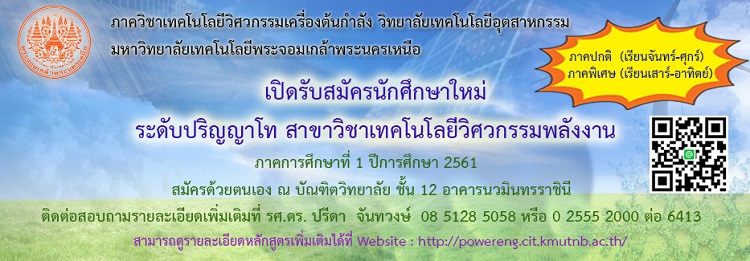 ภาควิชาเทคโนโลยีวิศวกรรมเครื่องต้นกำลัง วิทยาลัยเทคโนโลยีอุตสาหกรรม
มหาวิทยาลัยเทคโนโลยีพระจอมเกล้าพระนครเหนือ
ภาคปกติ (เรียนจันทร์-ศุกร์)
ภาคพิเศษ (เรียนเสาร์-อาทิตย์)
เปิดรับสมัครนักศึกษาใหม่
ระดับปริญญาโท สาขาวิชาเทคโนโลยีวิศวกรรมพลังงาน
ภาคการศึกษาที่ 1 ปีการศึกษา 2561
สมัครด้วยตนเอง ณ บัณฑิตวิทยาลัย ชั้น 12 อาคารนวมินทรราชินี
ติดต่อสอบถามรายละเอียดเพิ่มเติมที่ รศ.ดร. ปรีดา จันทวงษ์ 08 5128 5058 หรือ 0 2555 2000 ต่อ 6413
สามารถดูรายละเอียดหลักสูตรเพิ่มเติมได้ที่ Website : http://powereng.cit.kmutnb.ac.th/